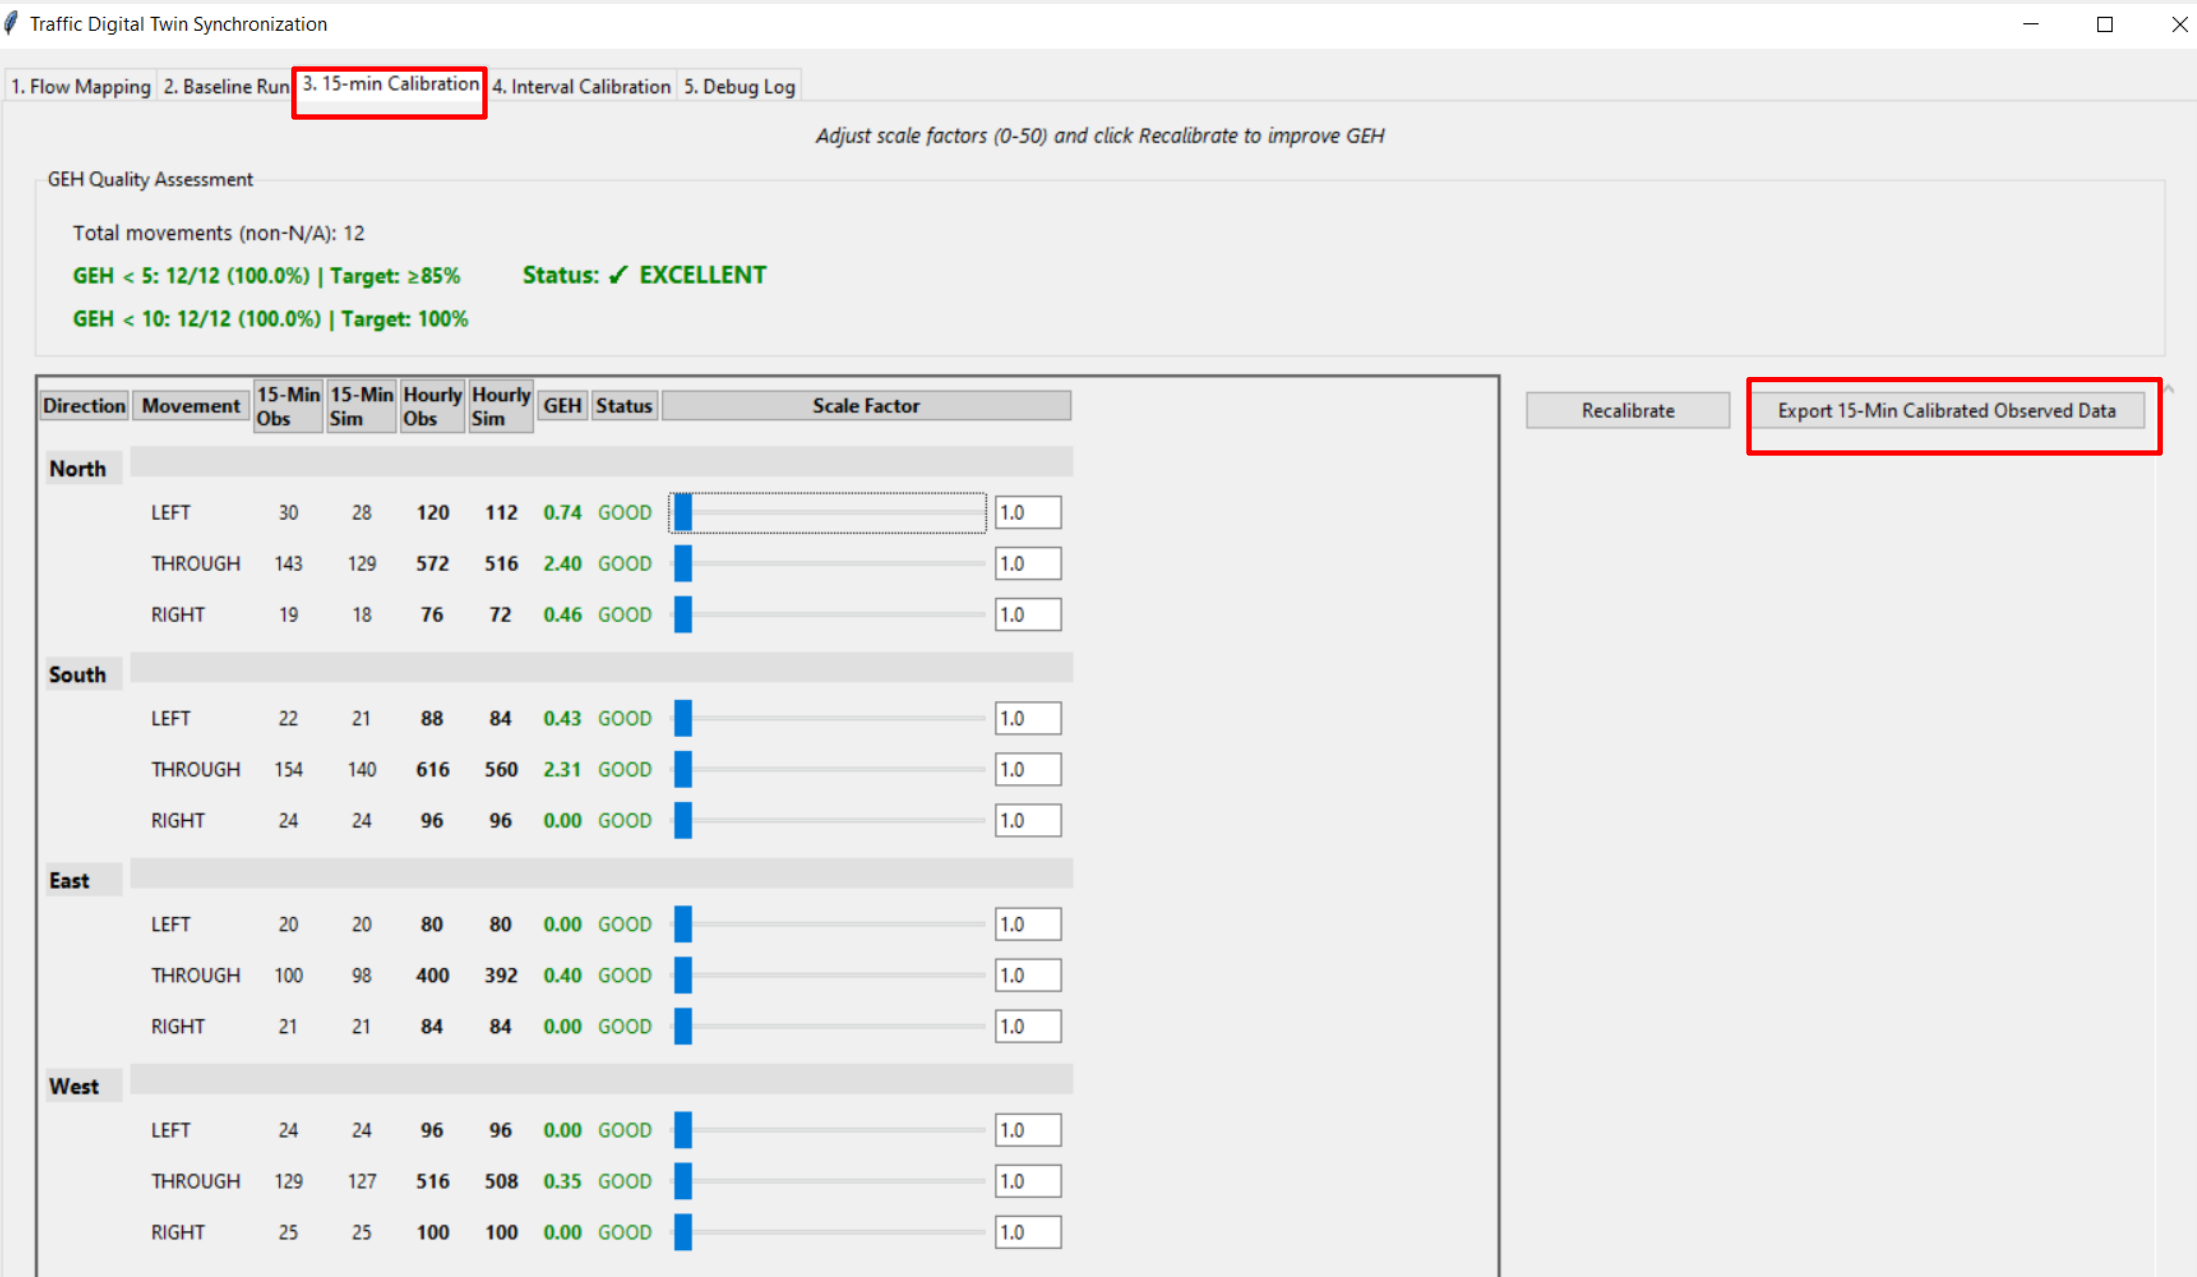 Traffic Digital Twin Synchronization
1. Flow Mapping 2. Baseline Run 3. 15-min Calibration 4. Interval Calibration 5. Debug Log
Adjust scale factors (0-50) and click Recalibrate to improve GEH
GEH Quality Assessment
Total movements (non-N/A): 12
GEH < 5: 12/12 (100.0%) | Target: ≥85% Status: ✓ EXCELLENT
GEH < 10: 12/12 (100.0%) | Target: 100%
Direction Movement 15-Min Obs 15-Min Sim Hourly Obs Hourly Sim GEH Status Scale Factor
Recalibrate Export 15-Min Calibrated Observed Data
North
LEFT 30 28 120 112 0.74 GOOD 1.0
THROUGH 143 129 572 516 2.40 GOOD 1.0
RIGHT 19 18 76 72 0.46 GOOD 1.0
South
LEFT 22 21 88 84 0.43 GOOD 1.0
THROUGH 154 140 616 560 2.31 GOOD 1.0
RIGHT 24 24 96 96 0.00 GOOD 1.0
East
LEFT 20 20 80 80 0.00 GOOD 1.0
THROUGH 100 98 400 392 0.40 GOOD 1.0
RIGHT 21 21 84 84 0.00 GOOD 1.0
West
LEFT 24 24 96 96 0.00 GOOD 1.0
THROUGH 129 127 516 508 0.35 GOOD 1.0
RIGHT 25 25 100 100 0.00 GOOD 1.0